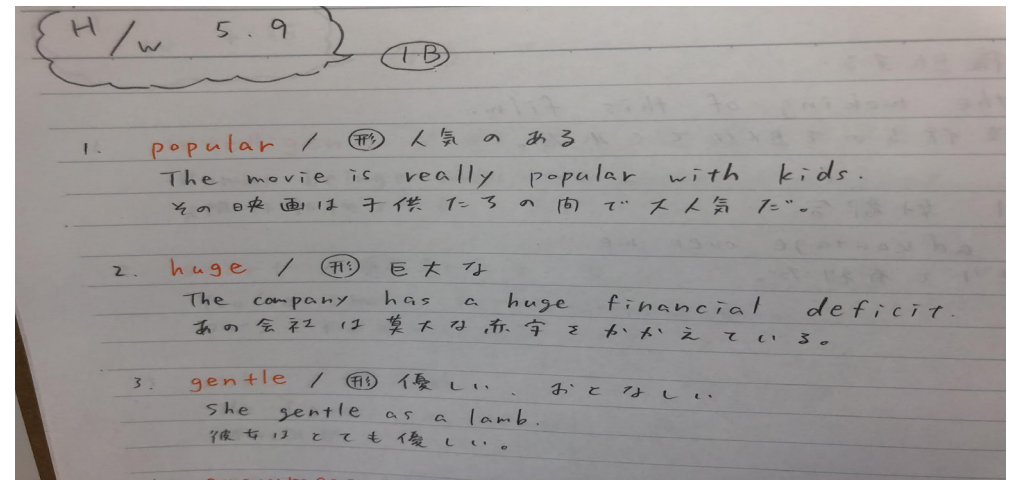 H/W 5.9
1-B
1. popular / 形 人気のある
The movie is really popular with kids.
その映画は子供たちの間で大人気だ。
2. huge / 形 巨大な
The company has a huge financial deficit.
あの会社は莫大な赤字をかかえている。
3. gentle / 形 優しい、おとなしい
She gentle as a lamb.
彼女はとても優しい。